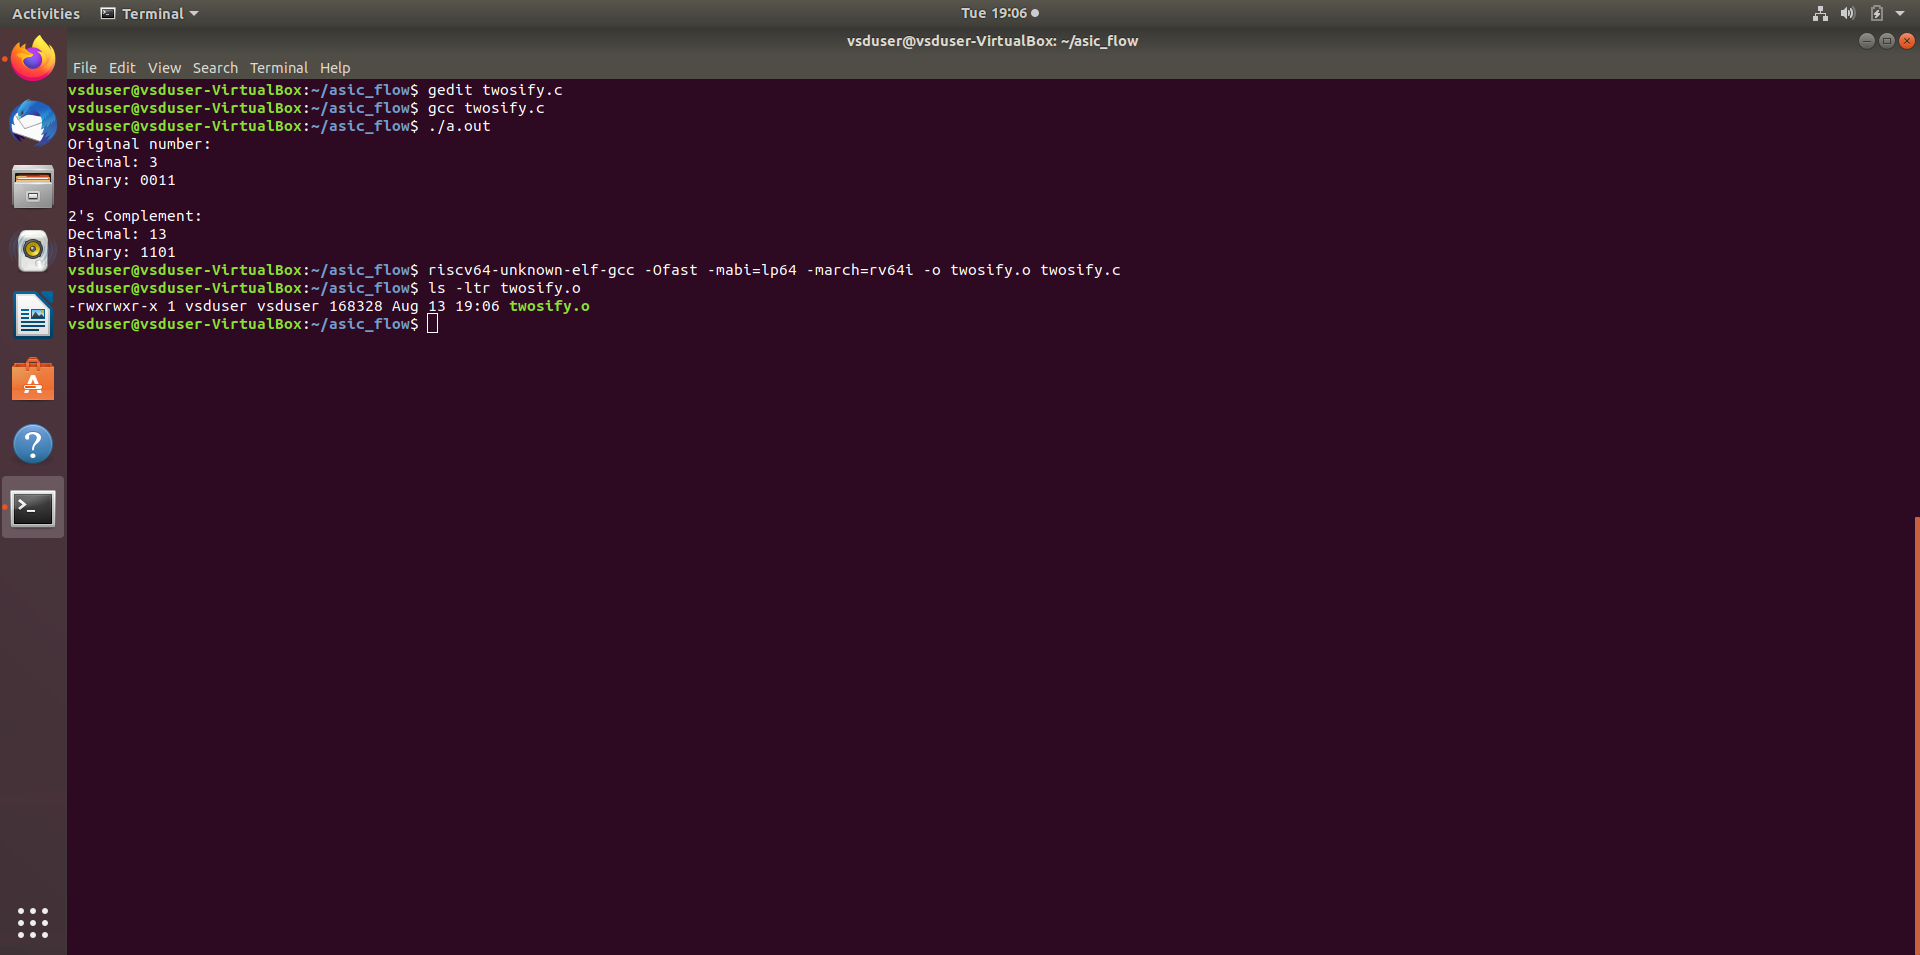 Activities Terminal Tue 19:06
vsduser@vsduser-VirtualBox: ~/asic_flow
File Edit View Search Terminal Help
vsduser@vsduser-VirtualBox:~/asic_flow$ gedit twosify.c
vsduser@vsduser-VirtualBox:~/asic_flow$ gcc twosify.c
vsduser@vsduser-VirtualBox:~/asic_flow$ ./a.out
Original number:
Decimal: 3
Binary: 0011
2's Complement:
Decimal: 13
Binary: 1101
vsduser@vsduser-VirtualBox:~/asic_flow$ riscv64-unknown-elf-gcc -Ofast -mabi=lp64 -march=rv64i -o twosify.o twosify.c
vsduser@vsduser-VirtualBox:~/asic_flow$ ls -ltr twosify.o
-rwxrwxr-x 1 vsduser vsduser 168328 Aug 13 19:06 twosify.o
vsduser@vsduser-VirtualBox:~/asic_flow$